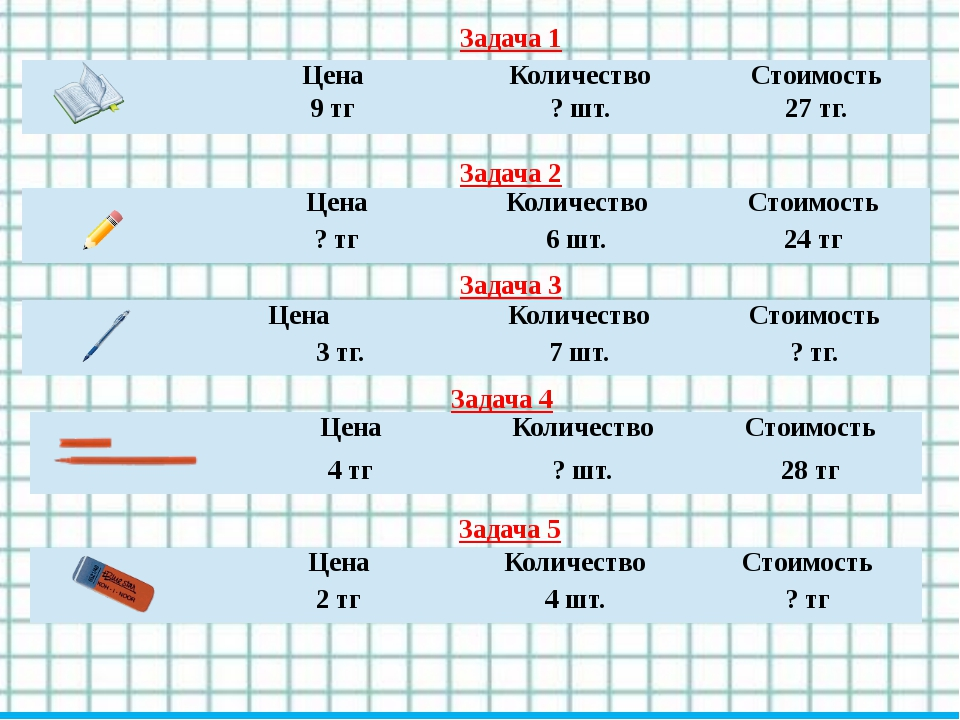 Задача 1
Цена Количество Стоимость
9 тг ? шт. 27 тг.
Задача 2
Цена Количество Стоимость
? тг 6 шт. 24 тг
Задача 3
Цена Количество Стоимость
3 тг. 7 шт. ? тг.
Задача 4
Цена Количество Стоимость
4 тг ? шт. 28 тг
Задача 5
Цена Количество Стоимость
2 тг 4 шт. ? тг
KOH-I-NOOR